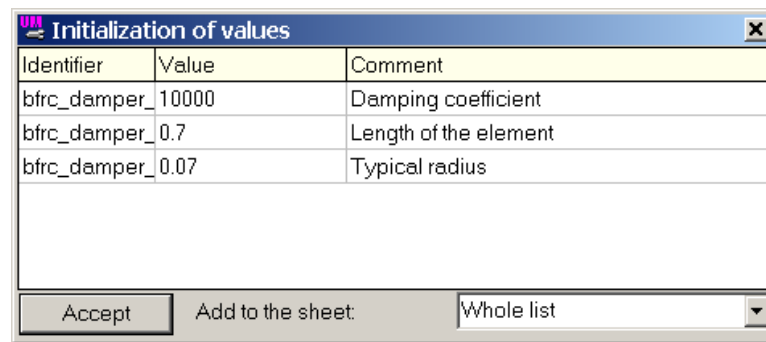 UM Initialization of values
Identifier Value Comment
bfrc_damper_ 10000 Damping coefficient
bfrc_damper_ 0.7 Length of the element
bfrc_damper_ 0.07 Typical radius
Accept Add to the sheet: Whole list